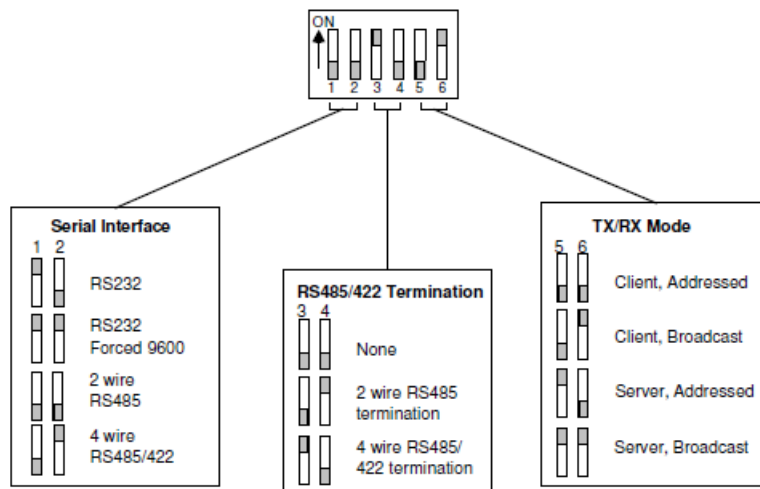 ON
1 2 3 4 5 6
Serial Interface
1 2
RS232
RS232
Forced 9600
2 wire
RS485
4 wire
RS485/422
RS485/422 Termination
3 4
None
2 wire RS485
termination
4 wire RS485/
422 termination
TX/RX Mode
5 6
Client, Addressed
Client, Broadcast
Server, Addressed
Server, Broadcast